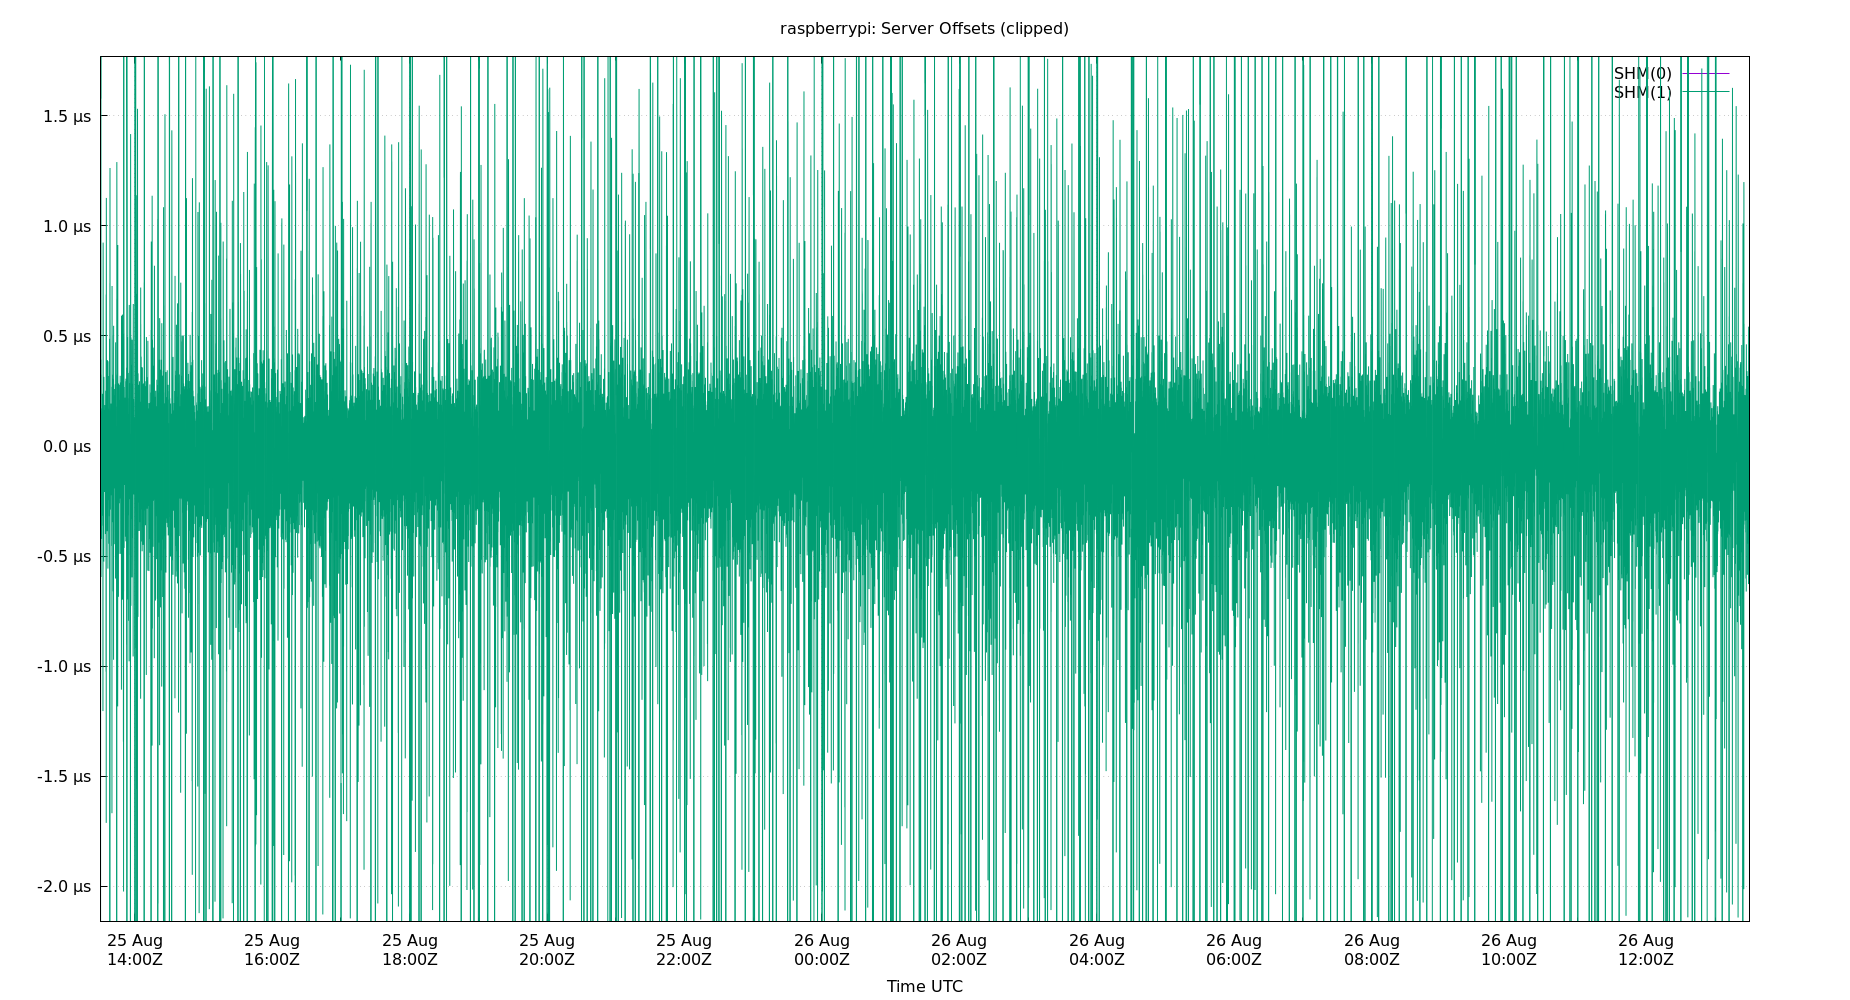 raspberrypi: Server Offsets (clipped)
SHM(0)
SHM(1)
1.5 µs
1.0 µs
0.5 µs
0.0 µs
-0.5 µs
-1.0 µs
-1.5 µs
-2.0 µs
25 Aug 25 Aug 25 Aug 25 Aug 25 Aug 26 Aug 26 Aug 26 Aug 26 Aug 26 Aug 26 Aug 26 Aug
14:00Z 16:00Z 18:00Z 20:00Z 22:00Z 00:00Z 02:00Z 04:00Z 06:00Z 08:00Z 10:00Z 12:00Z
Time UTC